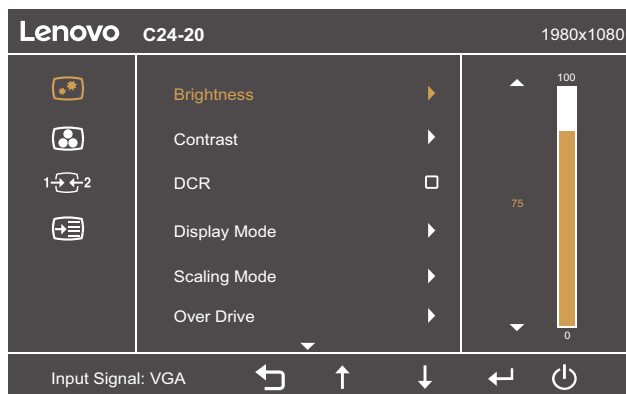 Lenovo C24-20 1980x1080
Brightness
Contrast
DCR
Display Mode
Scaling Mode
Over Drive
1 2
100
75
0
Input Signal: VGA